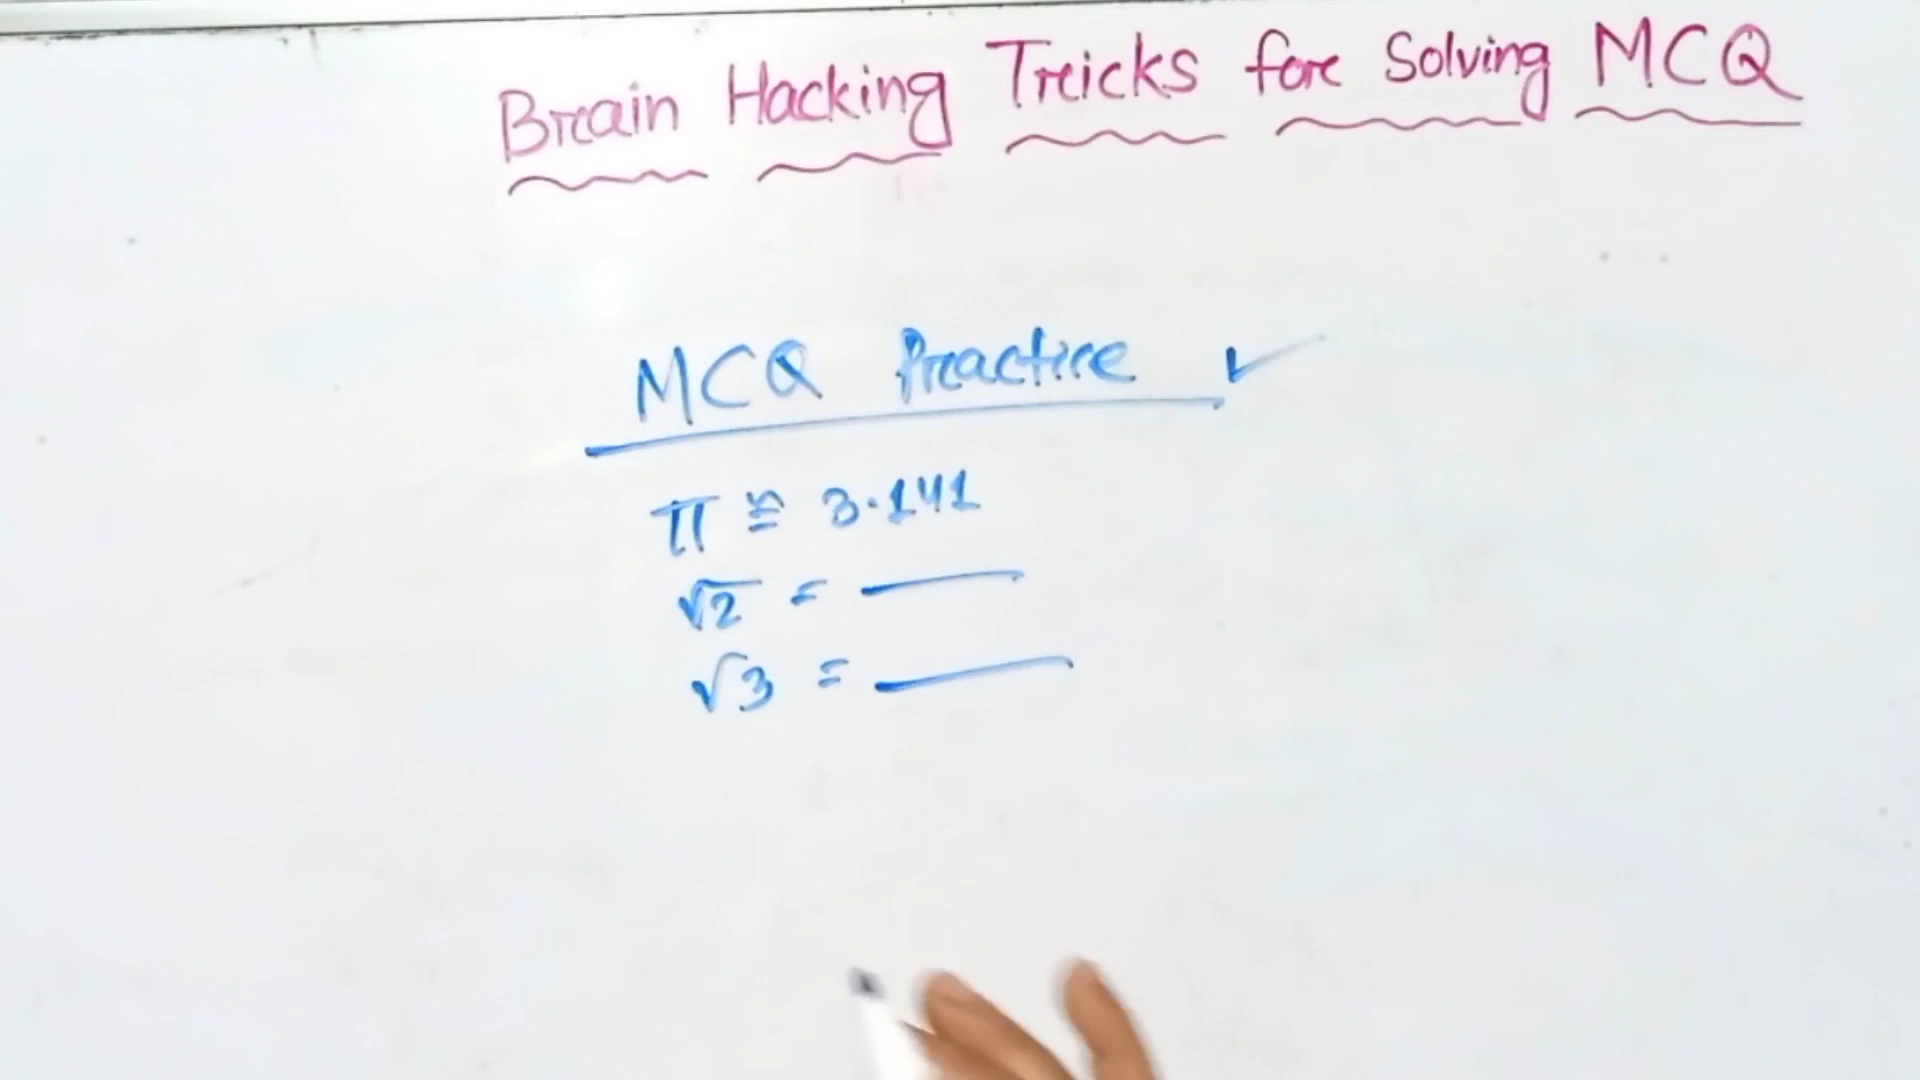 Brain Hacking Tricks for Solving MCQ
MCQ Practice ✓
π ≅ 3.141
√2 = ——
√3 = ——